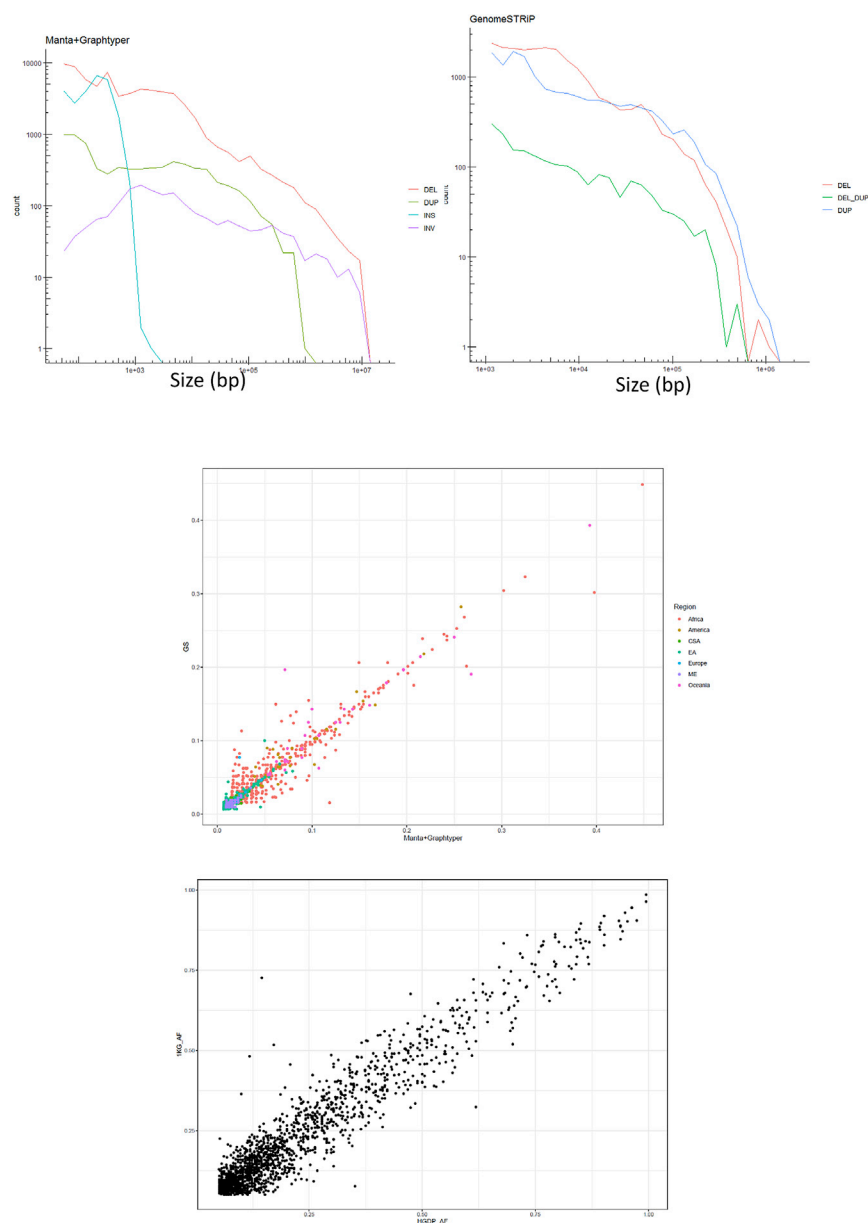 Manta+Graphtyper
10000
1000
100
10
1
count
1e+03
1e+05
1e+07
Size (bp)
DEL
DUP
INS
INV
GenomeSTRiP
1000
100
10
1
count
1e+03
1e+04
1e+05
1e+06
Size (bp)
DEL
DEL_DUP
DUP
0.4
0.3
0.2
0.1
0.0
GS
0.0
0.1
0.2
0.3
0.4
Manta+Graphtyper
Region
Africa
America
CSA
EA
Europe
ME
Oceania
1.00
0.75
0.50
0.25
1KG_AF
0.25
0.50
0.75
1.00
HGDP_AF